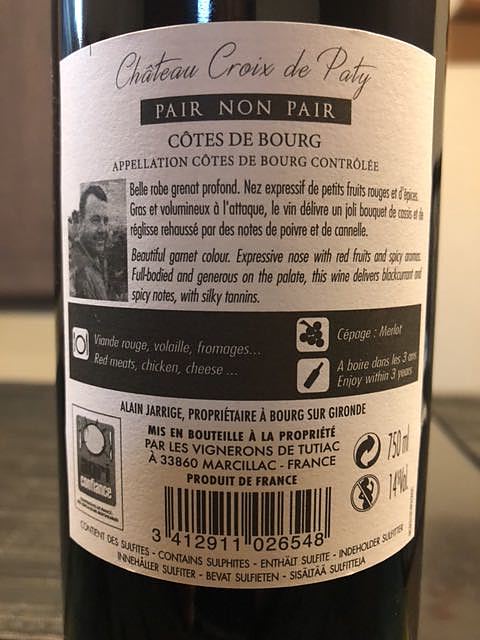 Château Croix de Paty
PAIR NON PAIR
CÔTES DE BOURG
APPELLATION CÔTES DE BOURG CONTRÔLÉE
Belle robe grenat profond. Nez expressif de petits fruits rouges et d'épices.
Gras et volumineux à l'attaque, le vin délivre un joli bouquet de cassis et de
réglisse rehaussé par des notes de poivre et de cannelle.
Beautiful garnet colour. Expressive nose with red fruits and spicy aromas.
Full-bodied and generous on the palate, this wine delivers blackcurrant and
spicy notes, with silky tannins.
Viande rouge, volaille, fromages...
Red meats, chicken, cheese ...
Cépage : Merlot
A boire dans les 3 ans
Enjoy within 3 years
ALAIN JARRIGE, PROPRIÉTAIRE À BOURG SUR GIRONDE
MIS EN BOUTEILLE À LA PROPRIÉTÉ
PAR LES VIGNERONS DE TUTIAC
À 33860 MARCILLAC - FRANCE
PRODUIT DE FRANCE
confiance
750 ml
14%
3 412911 026548
CONTIENT DES SULFITES - CONTAINS SULPHITES - ENTHÄLT SULFITE - INDEHOLDER SULFITTER
INNEHÅLLER SULFITER - BEVAT SULFIETEN - SISÄLTÄÄ SULFIITTEJA